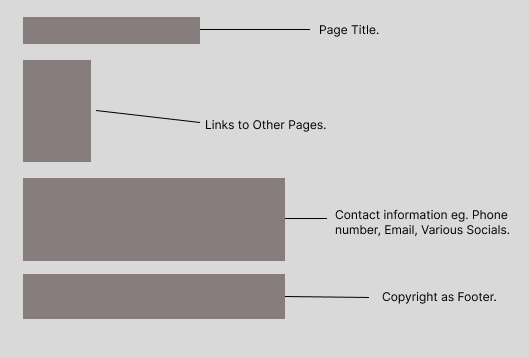 Page Title.
Links to Other Pages.
Contact information eg. Phone
number, Email, Various Socials.
Copyright as Footer.